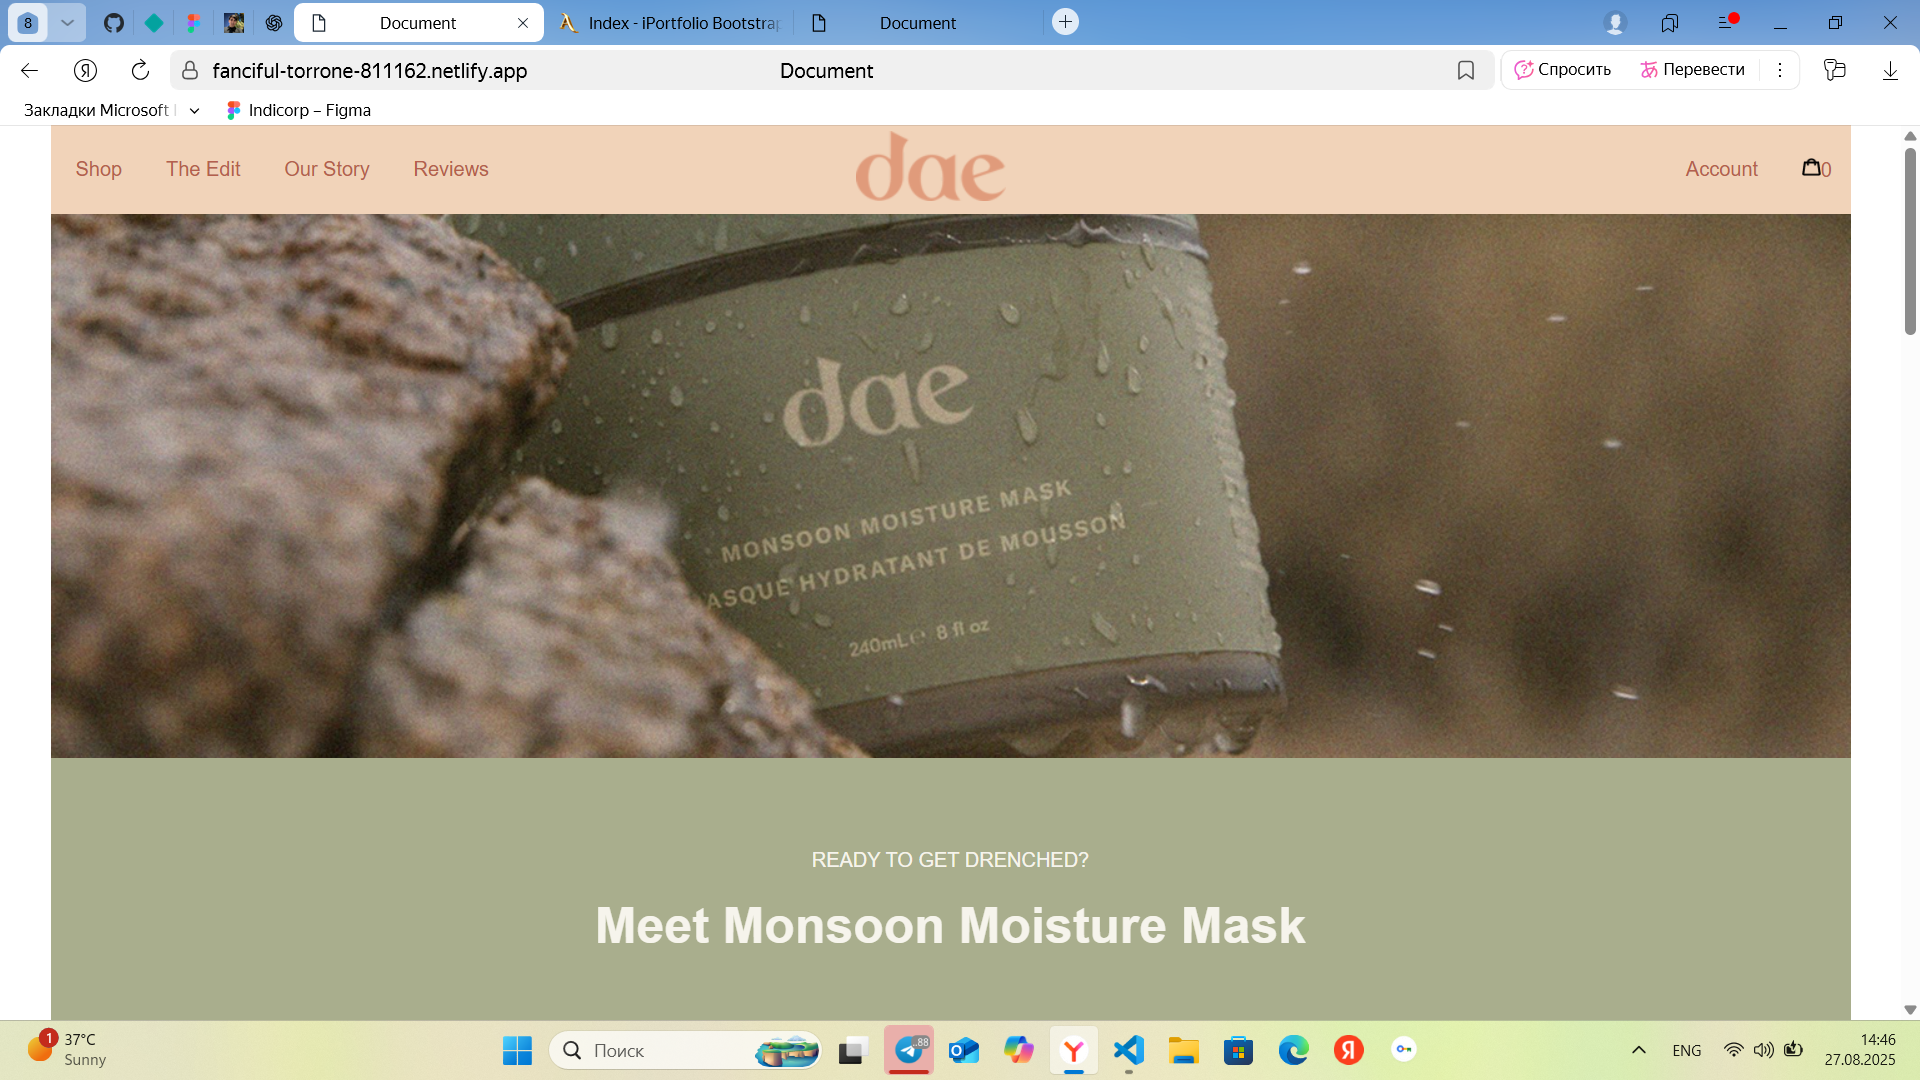 8
Document
Index - iPortfolio Bootstrap
Document
fanciful-torrone-811162.netlify.app
Document
Спросить
Перевести
Закладки Microsoft
Indicorp – Figma
Shop
The Edit
Our Story
Reviews
dae
Account
0
dae
MONSOON MOISTURE MASK
ASQUE HYDRATANT DE MOUSSON
240mL℮ 8 fl oz
READY TO GET DRENCHED?
Meet Monsoon Moisture Mask
1
37°C
Sunny
Поиск
..88
ENG
14:46
27.08.2025